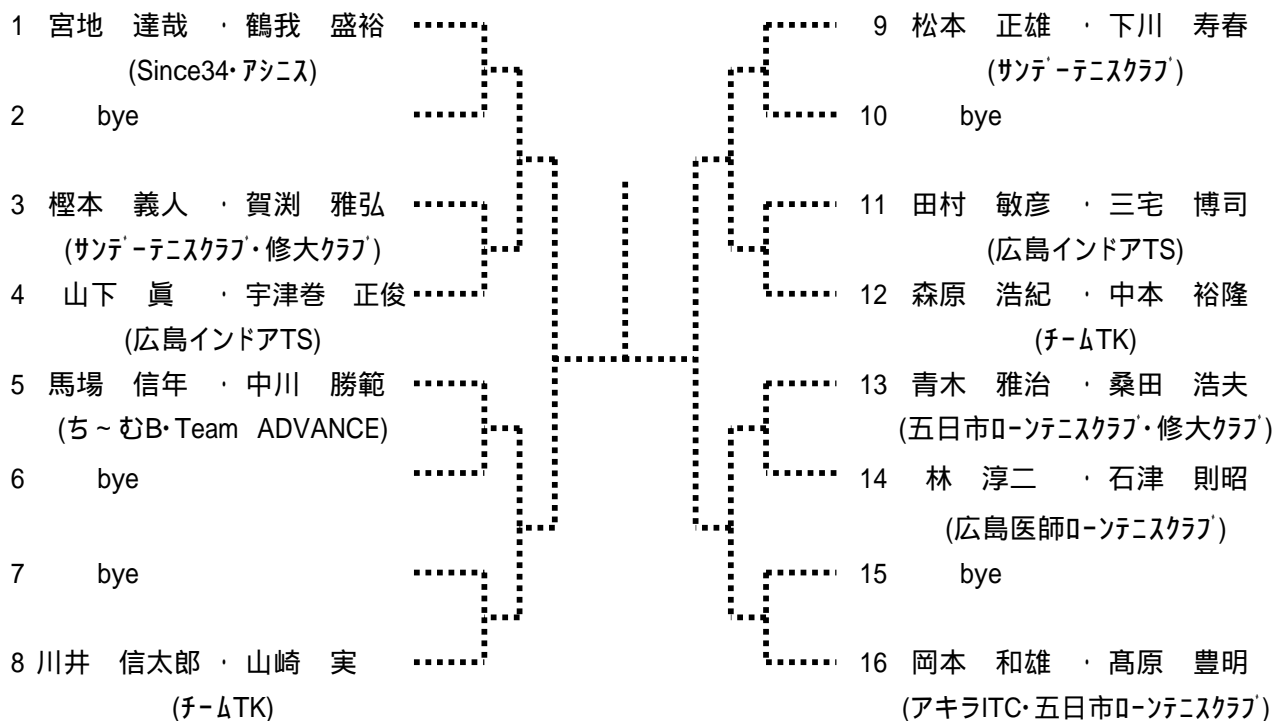 1 宮地 達哉 ・ 鶴我 盛裕
(Since34・アシニス)
2 bye
3 樫本 義人 ・ 賀渕 雅弘
(ｻﾝﾃﾞｰﾃﾆｽｸﾗﾌﾞ・修大ｸﾗﾌﾞ)
4 山下 眞 ・ 宇津巻 正俊
(広島インドアTS)
5 馬場 信年 ・ 中川 勝範
(ち~むB・Team ADVANCE)
6 bye
7 bye
8 川井 信太郎 ・ 山崎 実
(ﾁｰﾑTK)
9 松本 正雄 ・ 下川 寿春
(ｻﾝﾃﾞｰﾃﾆｽｸﾗﾌﾞ)
10 bye
11 田村 敏彦 ・ 三宅 博司
(広島インドアTS)
12 森原 浩紀 ・ 中本 裕隆
(ﾁｰﾑTK)
13 青木 雅治 ・ 桑田 浩夫
(五日市ﾛｰﾝﾃﾆｽｸﾗﾌﾞ・修大ｸﾗﾌﾞ)
14 林 淳二 ・ 石津 則昭
(広島医師ﾛｰﾝﾃﾆｽｸﾗﾌﾞ)
15 bye
16 岡本 和雄 ・ 髙原 豊明
(アキラITC・五日市ﾛｰﾝﾃﾆｽｸﾗﾌﾞ)